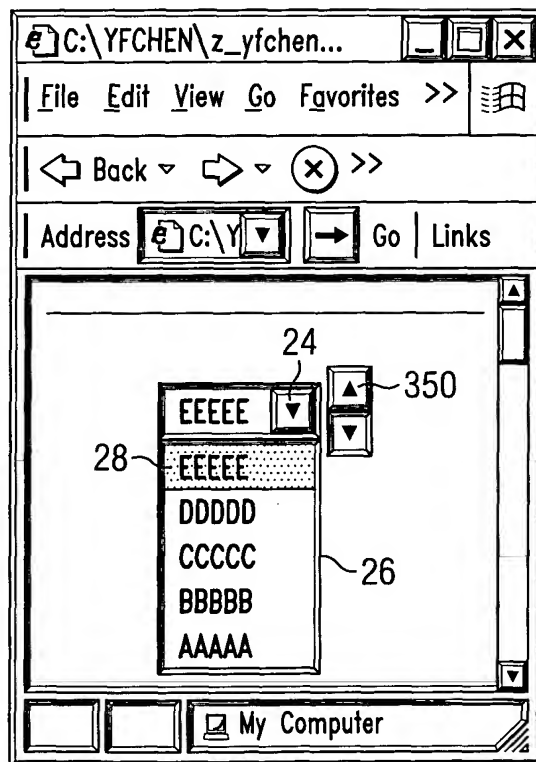 C:\YFCHEN\z_yfchen...
File Edit View Go Favorites >>
Back >>
Address C:\Y Go Links
24
350
EEEEE
28
EEEEE
DDDDD
CCCCC
26
BBBBB
AAAAA
My Computer